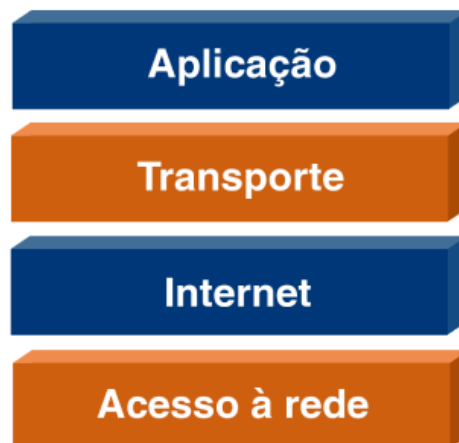 Aplicação
Transporte
Internet
Acesso à rede